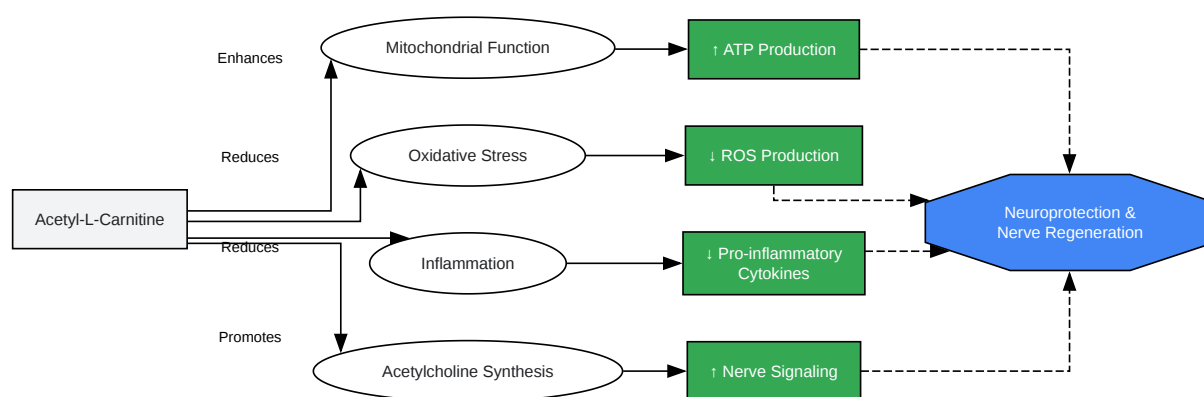 Enhances
Mitochondrial Function
↑ ATP Production
Reduces
Oxidative Stress
↓ ROS Production
Acetyl-L-Carnitine
Neuroprotection &
Nerve Regeneration
Reduces
Inflammation
↓ Pro-inflammatory
Cytokines
Promotes
Acetylcholine Synthesis
↑ Nerve Signaling